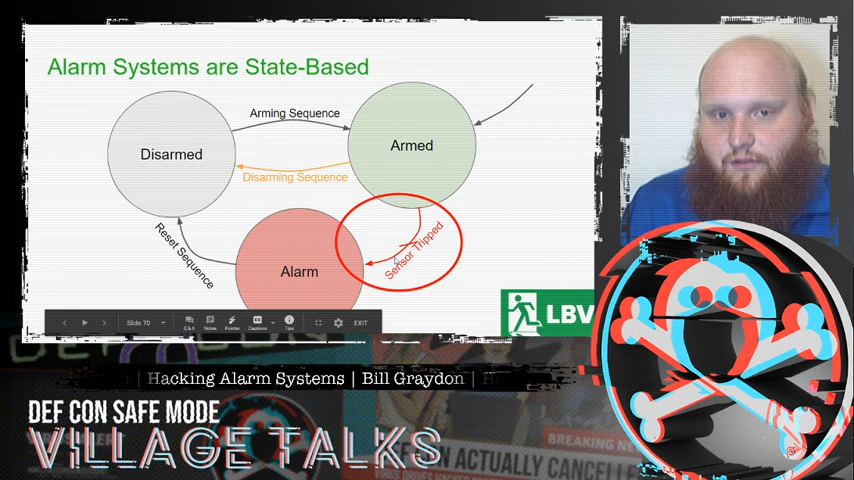 Alarm Systems are State-Based
Arming Sequence
Disarmed
Armed
Disarming Sequence
Sensor Tripped
Reset Sequence
Alarm
LBV
Slide 70
Q & A
Notes
Pointer
Captions
Tips
EXIT
Hacking Alarm Systems | Bill Graydon |
DEF CON SAFE MODE
VILLAGE TALKS
BREAKING NE
ACTUALLY CANCELLE